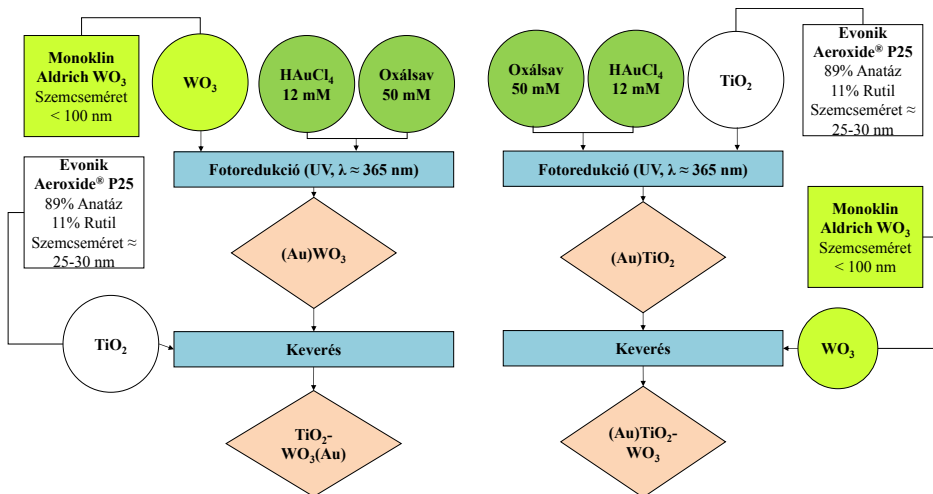 Monoklin
Aldrich WO₃
Szemcseméret
< 100 nm
WO₃
HAuCl₄
12 mM
Oxálsav
50 mM
Fotoredukció (UV, λ ≈ 365 nm)
Evonik
Aeroxide® P25
89% Anatáz
11% Rutil
Szemcseméret ≈
25-30 nm
(Au)WO₃
TiO₂
Keverés
TiO₂-
WO₃(Au)
Oxálsav
50 mM
HAuCl₄
12 mM
TiO₂
Evonik
Aeroxide® P25
89% Anatáz
11% Rutil
Szemcseméret ≈
25-30 nm
Fotoredukció (UV, λ ≈ 365 nm)
Monoklin
Aldrich WO₃
Szemcseméret
< 100 nm
(Au)TiO₂
Keverés
WO₃
(Au)TiO₂-
WO₃